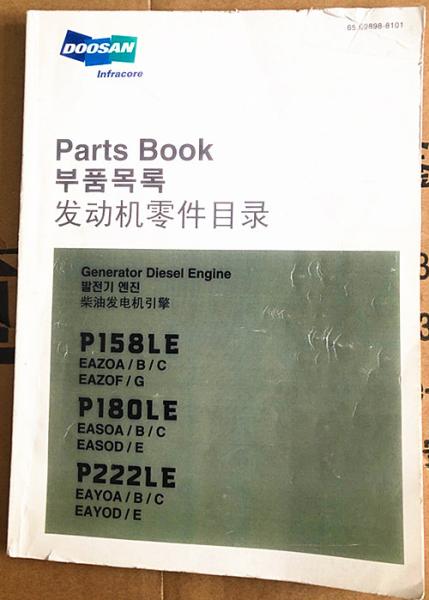 65.02898-8101
DOOSAN
Infracore
Parts Book
부품목록
发动机零件目录
Generator Diesel Engine
발전기 엔진
柴油发电机引擎
P158LE
EAZOA / B / C
EAZOF / G
P180LE
EASOA / B / C
EASOD / E
P222LE
EAYOA / B / C
EAYOD / E